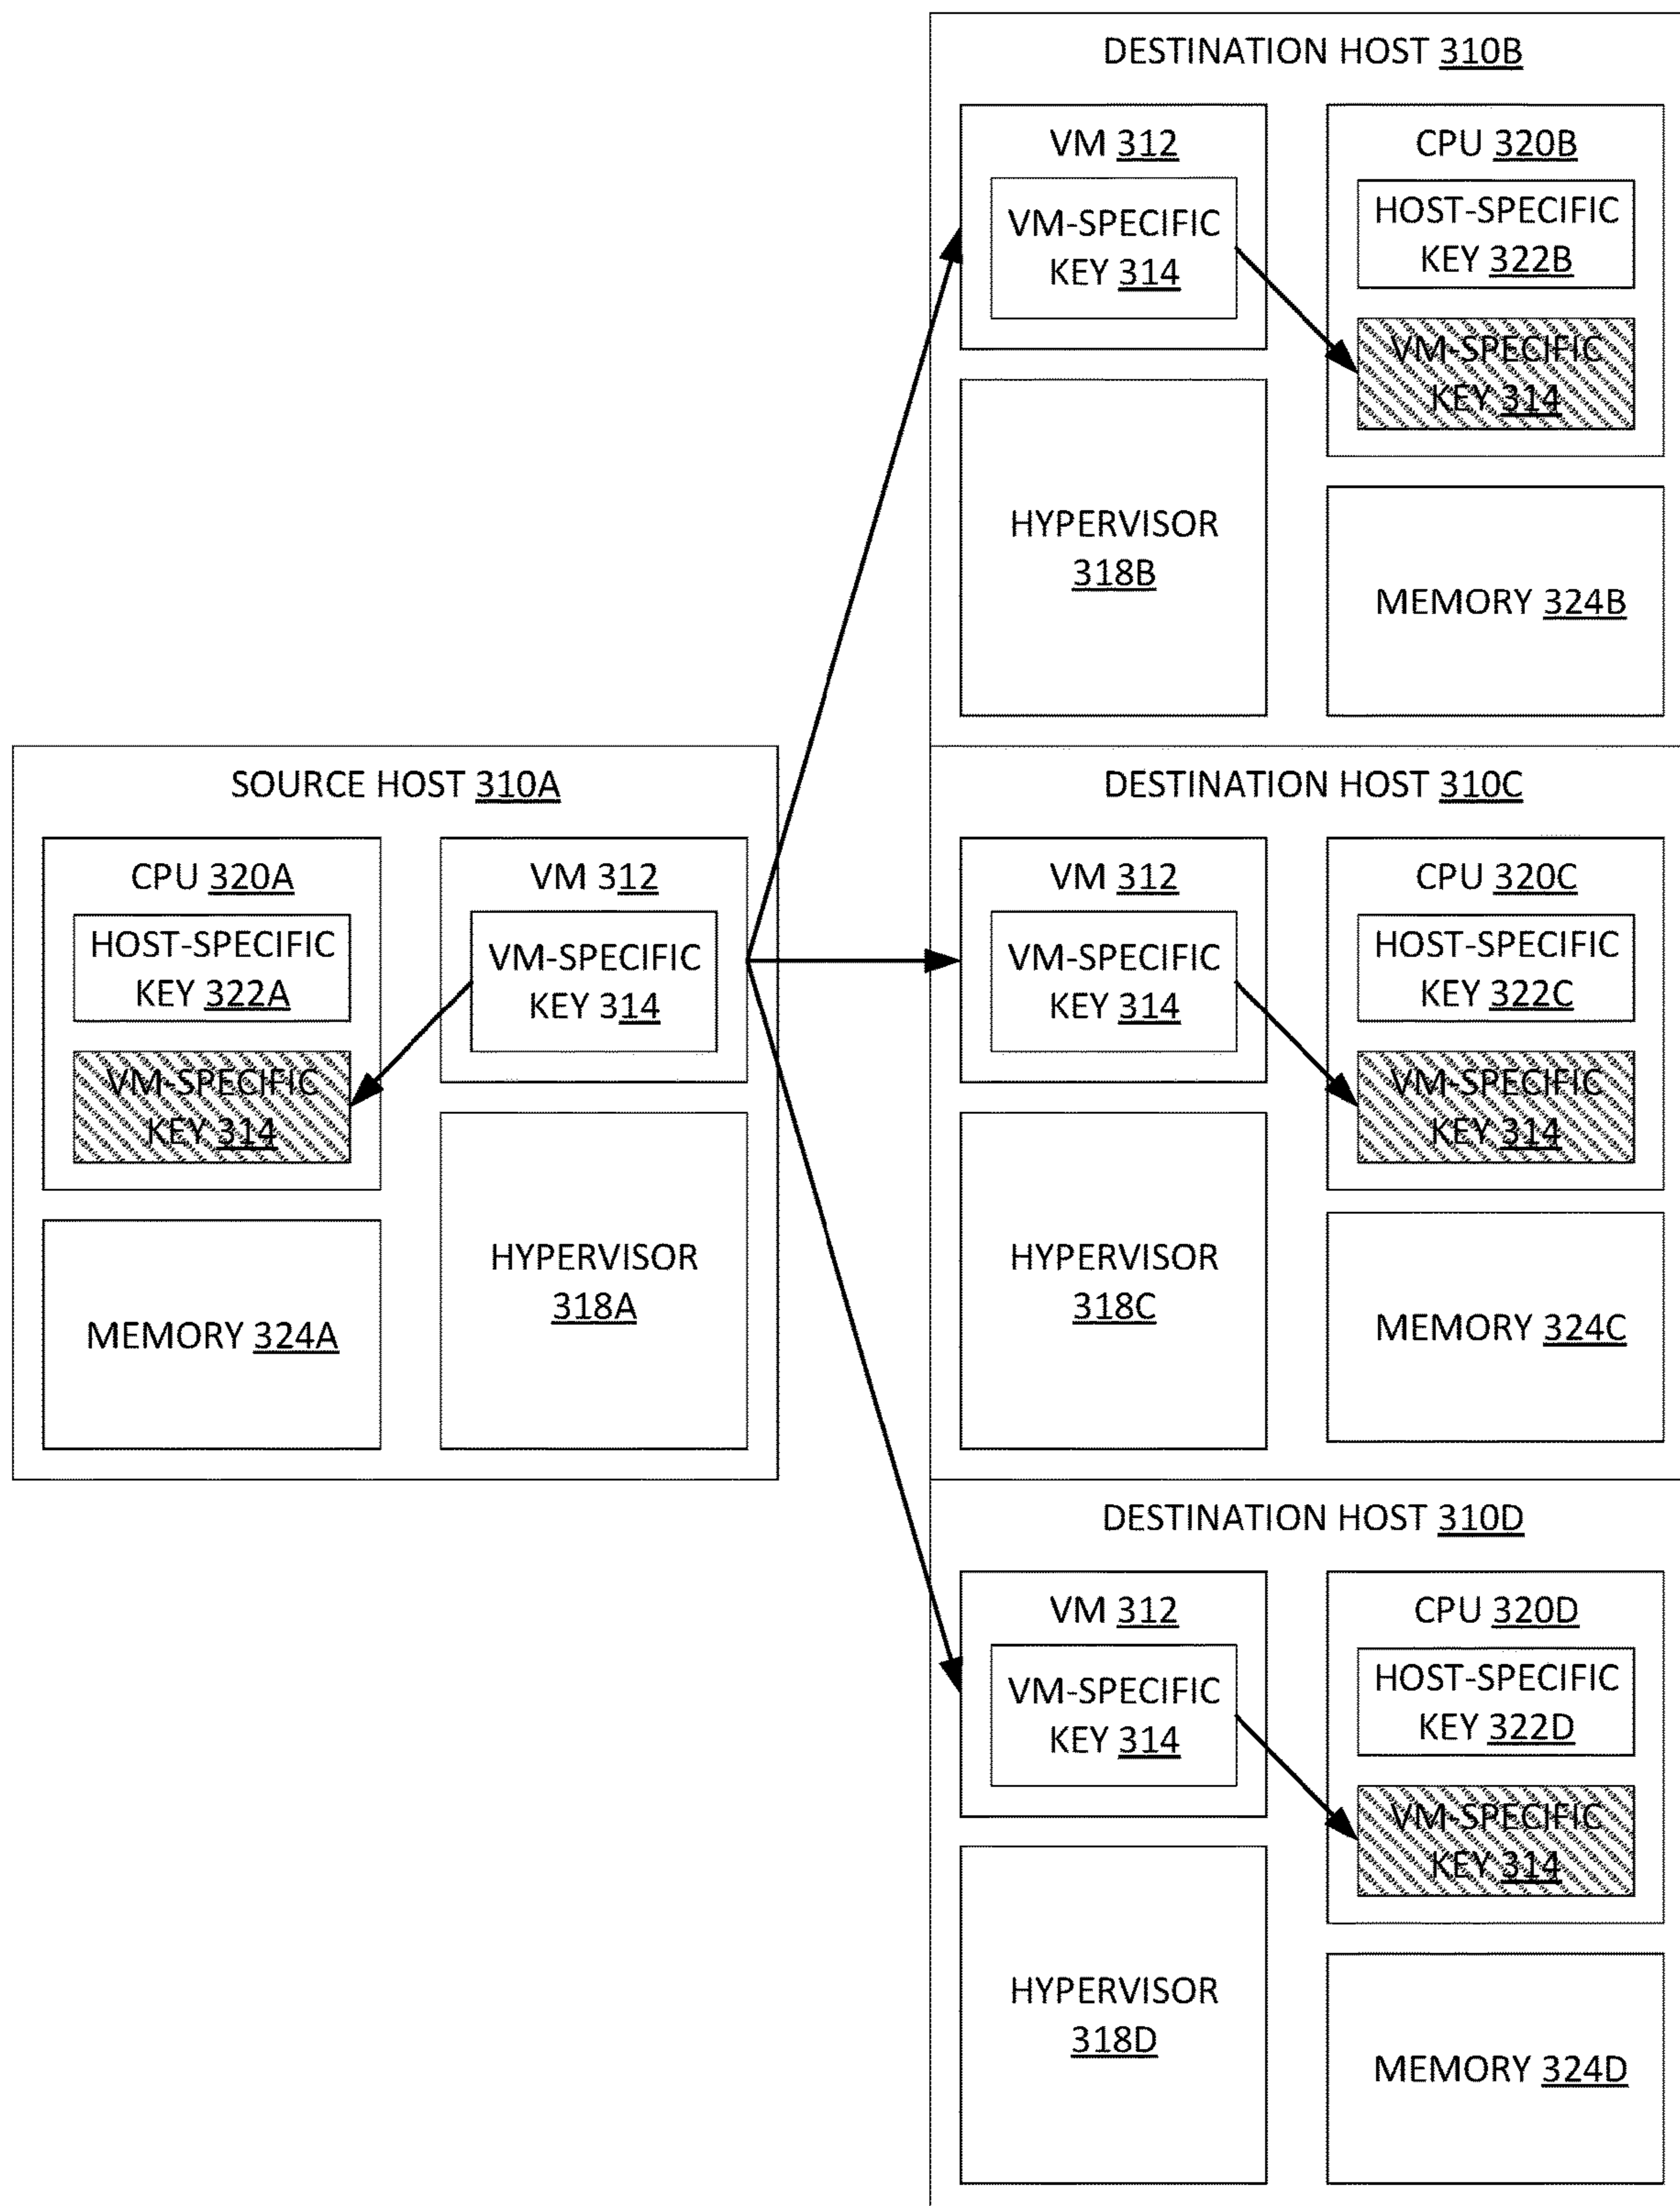 DESTINATION HOST 310B
VM 312
VM-SPECIFIC
KEY 314
CPU 320B
HOST-SPECIFIC
KEY 322B
VM-SPECIFIC
KEY 314
HYPERVISOR
318B
MEMORY 324B
SOURCE HOST 310A
CPU 320A
HOST-SPECIFIC
KEY 322A
VM-SPECIFIC
KEY 314
VM 312
VM-SPECIFIC
KEY 314
MEMORY 324A
HYPERVISOR
318A
DESTINATION HOST 310C
VM 312
VM-SPECIFIC
KEY 314
CPU 320C
HOST-SPECIFIC
KEY 322C
VM-SPECIFIC
KEY 314
HYPERVISOR
318C
MEMORY 324C
DESTINATION HOST 310D
VM 312
VM-SPECIFIC
KEY 314
CPU 320D
HOST-SPECIFIC
KEY 322D
VM-SPECIFIC
KEY 314
HYPERVISOR
318D
MEMORY 324D